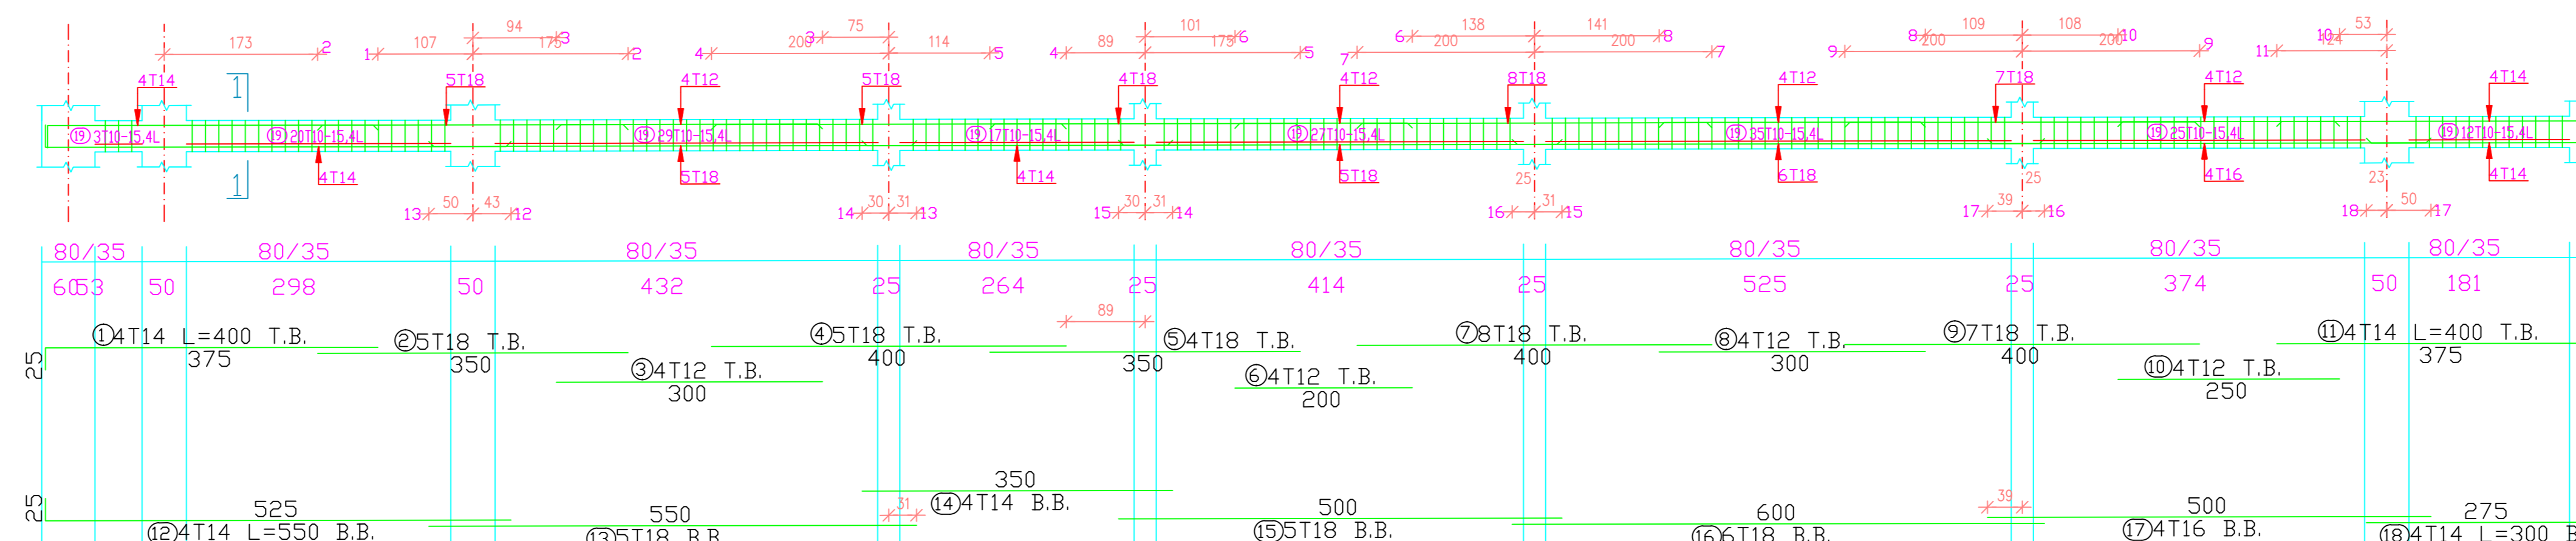 94 75 101 138 141 109 108 53
173 2 1 107 175 3 2 4 200 3 114 5 4 89 175 6 5 6 7 200 200 8 7 9 200 8 200 10 9 11 124 10
1 4T14 5T18 4T12 5T18 4T18 4T12 8T18 4T12 7T18 4T12 4T14
19 3T10-15,4L 19 20T10-15,4L 19 29T10-15,4L 19 17T10-15,4L 19 27T10-15,4L 19 35T10-15,4L 19 25T10-15,4L 19 12T10-15,4L
1 4T14 5T18 4T14 5T18 25 6T18 25 4T16 23 4T14
13 50 43 12 14 30 31 13 15 30 31 14 16 31 15 17 39 16 18 50 17
80/35 80/35 80/35 80/35 80/35 80/35 80/35 80/35
60 53 50 298 50 432 25 264 25 414 25 525 25 374 50 181
89
①4T14 L=400 T.B. ②5T18 T.B. ④5T18 T.B. ⑤4T18 T.B. ⑦8T18 T.B. ⑧4T12 T.B. ⑨7T18 T.B. ⑪4T14 L=400 T.B.
25 375 350 400 350 400 300 400 375
③4T12 T.B. ⑥4T12 T.B. ⑩4T12 T.B.
300 200 250
350
25 525 550 31 ⑭4T14 B.B. 500 600 39 500 275
⑫4T14 L=550 B.B. ⑬5T18 B.B. ⑮5T18 B.B. ⑯6T18 B.B. ⑰4T16 B.B. ⑱4T14 L=300 B